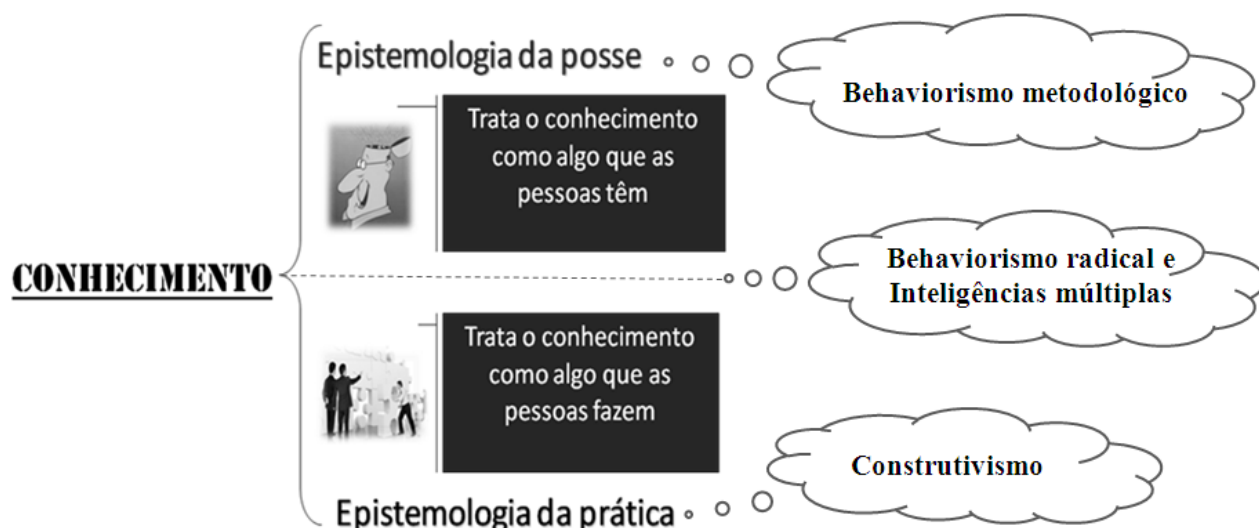 Epistemologia da posse
Behaviorismo metodológico
Trata o conhecimento
como algo que as
pessoas têm
CONHECIMENTO
Behaviorismo radical e
Inteligências múltiplas
Trata o conhecimento
como algo que as
pessoas fazem
Construtivismo
Epistemologia da prática